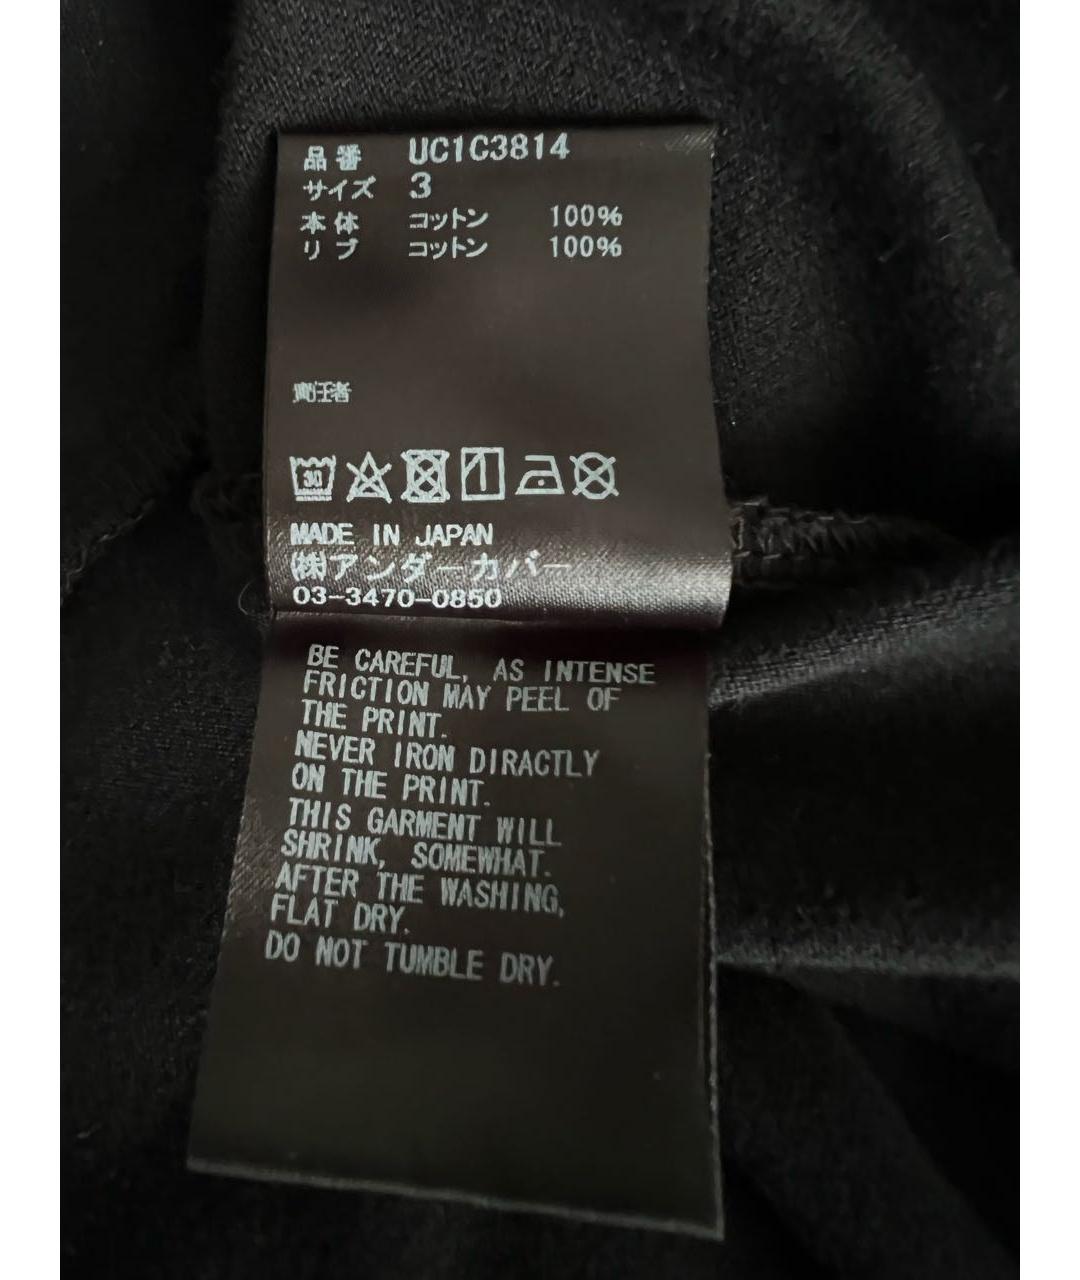 品番 UC1C3814
サイズ 3
本体 コットン 100%
リブ コットン 100%
責任者
30
MADE IN JAPAN
㈱アンダーカバー
03-3470-0850
BE CAREFUL, AS INTENSE
FRICTION MAY PEEL OF
THE PRINT.
NEVER IRON DIRACTLY
ON THE PRINT.
THIS GARMENT WILL
SHRINK, SOMEWHAT.
AFTER THE WASHING,
FLAT DRY.
DO NOT TUMBLE DRY.